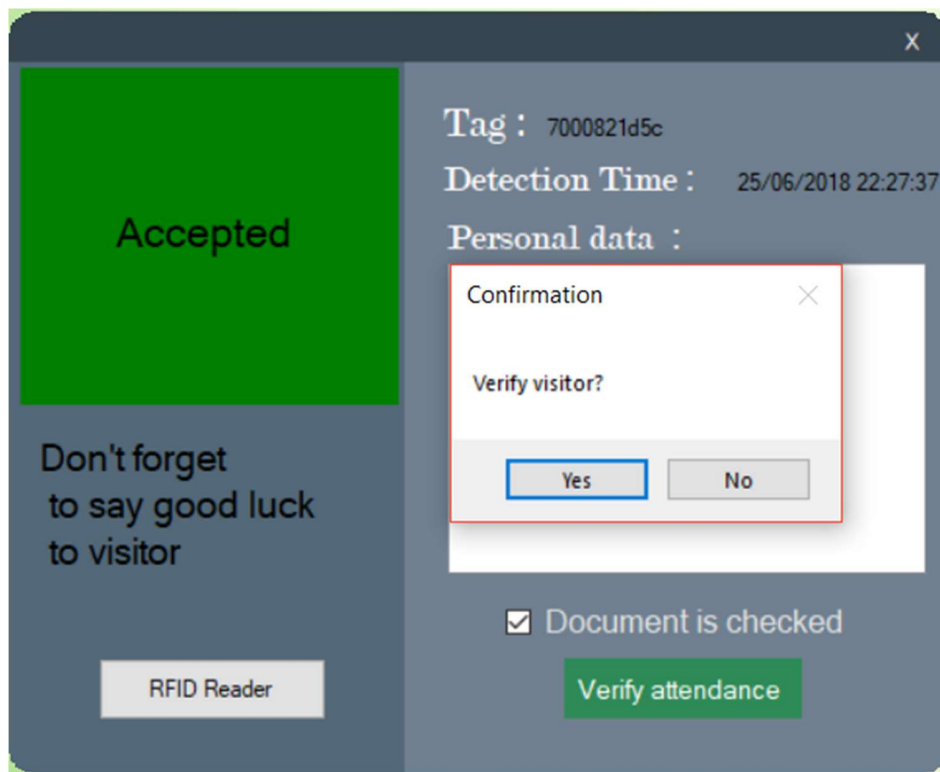 X
Accepted
Don't forget
to say good luck
to visitor
RFID Reader
Tag : 7000821d5c
Detection Time : 25/06/2018 22:27:37
Personal data :
Confirmation
Verify visitor?
Yes No
Document is checked
Verify attendance